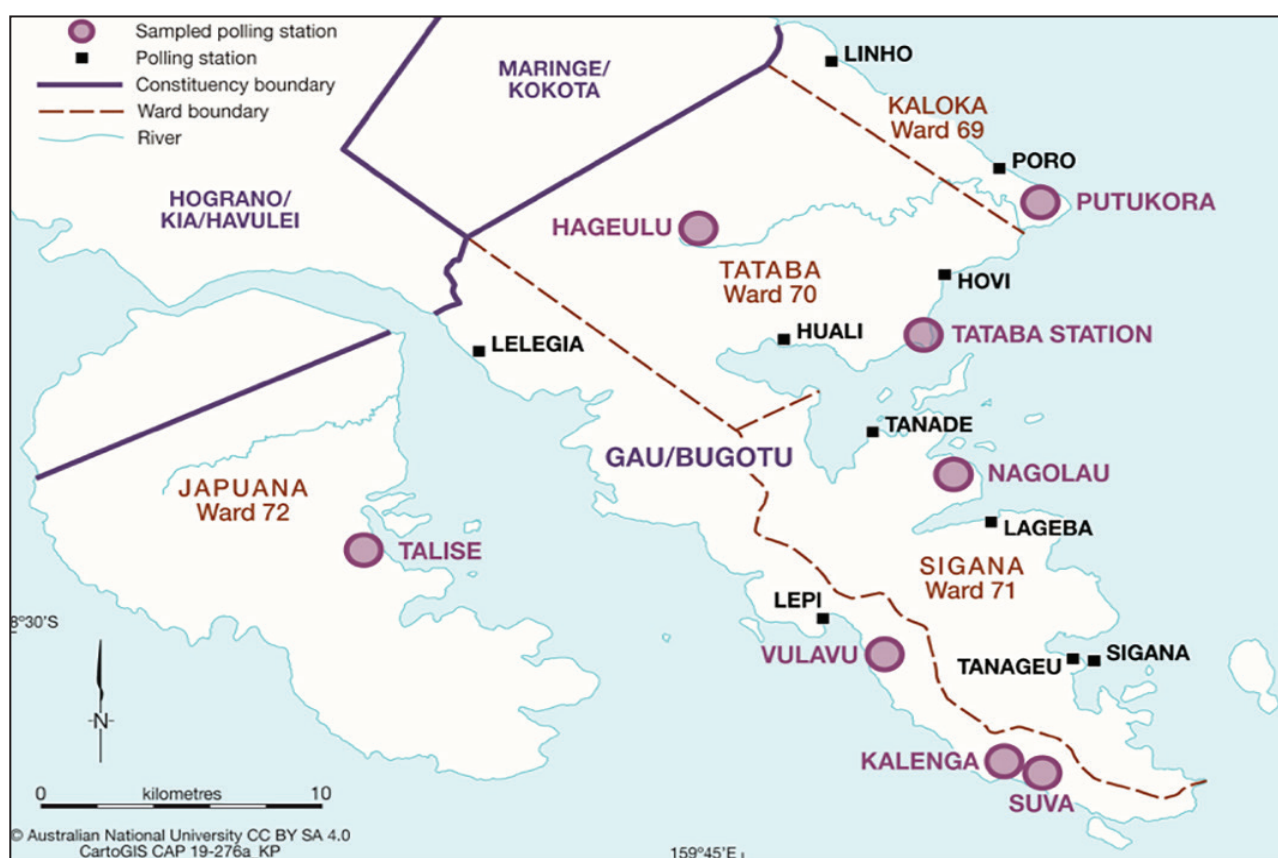 Sampled polling station
Polling station
Constituency boundary
Ward boundary
River
MARINGE/
KOKOTA
LINHO
KALOKA
Ward 69
PORO
PUTUKORA
HOGRANO/
KIA/HAVULEI
HAGEULU
TATABA
Ward 70
HOVI
HUALI
TATABA STATION
LELEGIA
TANADE
GAU/BUGOTU
NAGOLAU
JAPUANA
Ward 72
LAGEBA
TALISE
SIGANA
Ward 71
LEPI
8°30'S
VULAVU
TANAGEU
SIGANA
-N-
KALENGA
SUVA
0 kilometres 10
© Australian National University CC BY SA 4.0
CartoGIS CAP 19-276a_KP
159°45'E